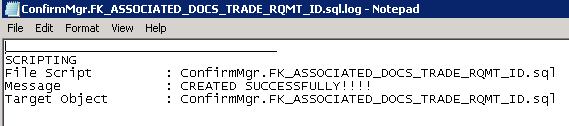 ConfirmMgr.FK_ASSOCIATED_DOCS_TRADE_RQMT_ID.sql.log - Notepad
File Edit Format View Help
SCRIPTING
File Script : ConfirmMgr.FK_ASSOCIATED_DOCS_TRADE_RQMT_ID.sql
Message : CREATED SUCCESSFULLY!!!!
Target Object : ConfirmMgr.FK_ASSOCIATED_DOCS_TRADE_RQMT_ID.sql